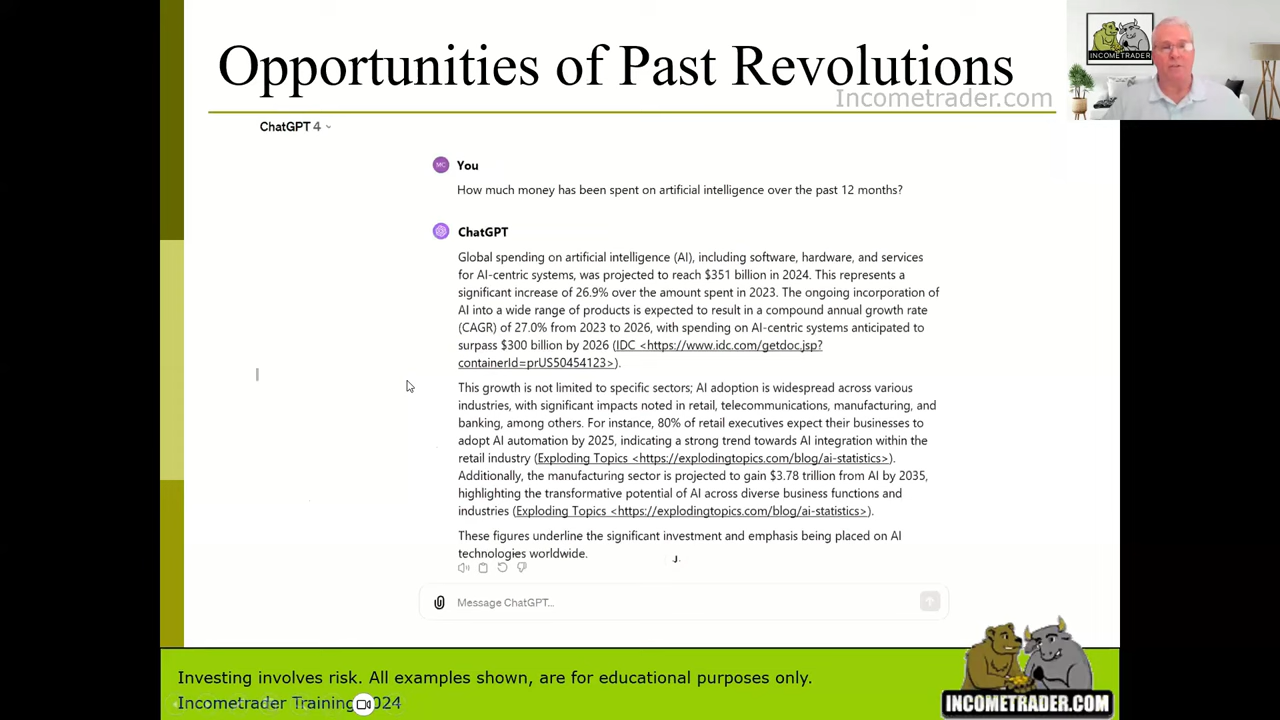 Opportunities of Past Revolutions
Incometrader.com
INCOMETRADER
ChatGPT 4
MC
You
How much money has been spent on artificial intelligence over the past 12 months?
ChatGPT
Global spending on artificial intelligence (AI), including software, hardware, and services
for AI-centric systems, was projected to reach $351 billion in 2024. This represents a
significant increase of 26.9% over the amount spent in 2023. The ongoing incorporation of
AI into a wide range of products is expected to result in a compound annual growth rate
(CAGR) of 27.0% from 2023 to 2026, with spending on AI-centric systems anticipated to
surpass $300 billion by 2026 (IDC <https://www.idc.com/getdoc.jsp?
containerId=prUS50454123>).
This growth is not limited to specific sectors; AI adoption is widespread across various
industries, with significant impacts noted in retail, telecommunications, manufacturing, and
banking, among others. For instance, 80% of retail executives expect their businesses to
adopt AI automation by 2025, indicating a strong trend towards AI integration within the
retail industry (Exploding Topics <https://explodingtopics.com/blog/ai-statistics>).
Additionally, the manufacturing sector is projected to gain $3.78 trillion from AI by 2035,
highlighting the transformative potential of AI across diverse business functions and
industries (Exploding Topics <https://explodingtopics.com/blog/ai-statistics>).
These figures underline the significant investment and emphasis being placed on AI
technologies worldwide.
Message ChatGPT...
Investing involves risk. All examples shown, are for educational purposes only.
Incometrader Training 2024
INCOMETRADER.COM